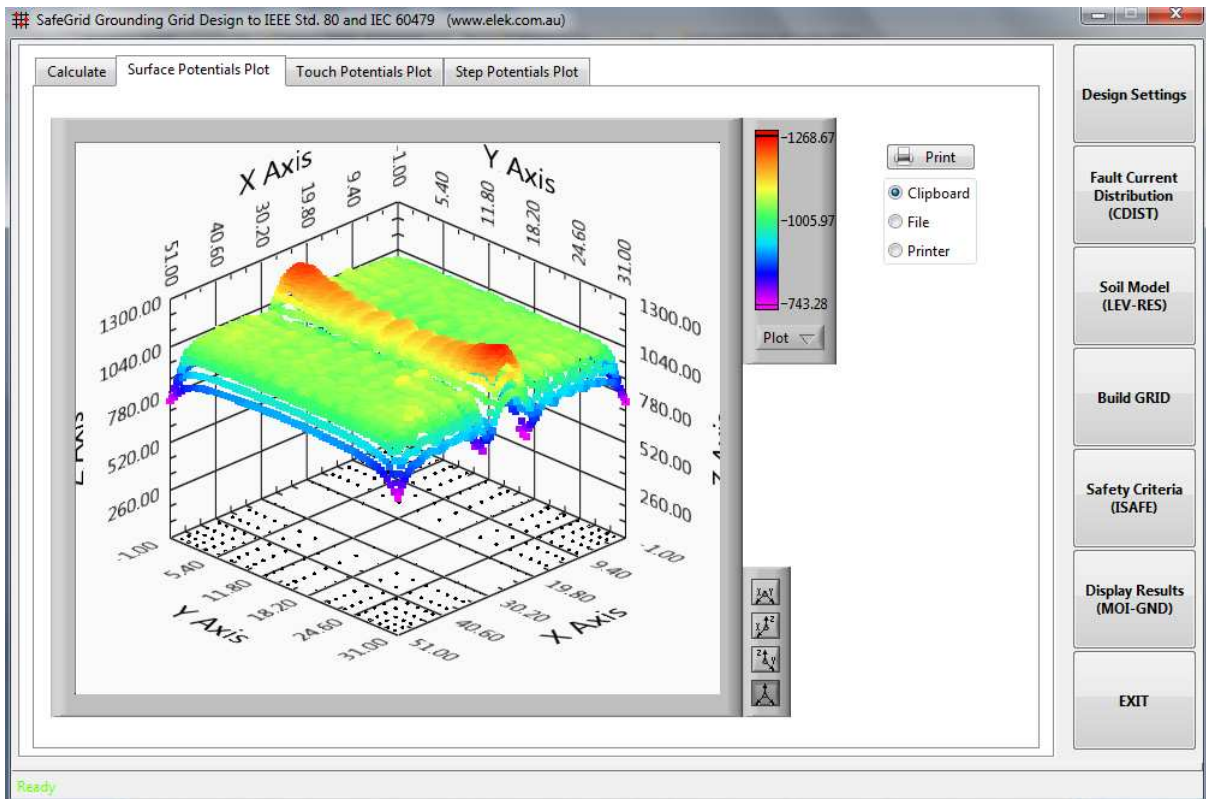 SafeGrid Grounding Grid Design to IEEE Std. 80 and IEC 60479 (www.elek.com.au)
Calculate
Surface Potentials Plot
Touch Potentials Plot
Step Potentials Plot
X Axis
Y Axis
51.00
40.60
30.20
19.80
9.40
-1.00
5.40
11.80
18.20
24.60
31.00
1300.00
1040.00
780.00
520.00
260.00
Z Axis
1300.00
1040.00
780.00
520.00
260.00
Z Axis
-1.00
5.40
11.80
18.20
24.60
31.00
Y Axis
51.00
40.60
30.20
19.80
9.40
-1.00
X Axis
-1268.67
-1005.97
-743.28
Plot
XAY
X Z
Z Y
Print
Clipboard
File
Printer
Design Settings
Fault Current
Distribution
(CDIST)
Soil Model
(LEV-RES)
Build GRID
Safety Criteria
(ISAFE)
Display Results
(MOI-GND)
EXIT
Ready